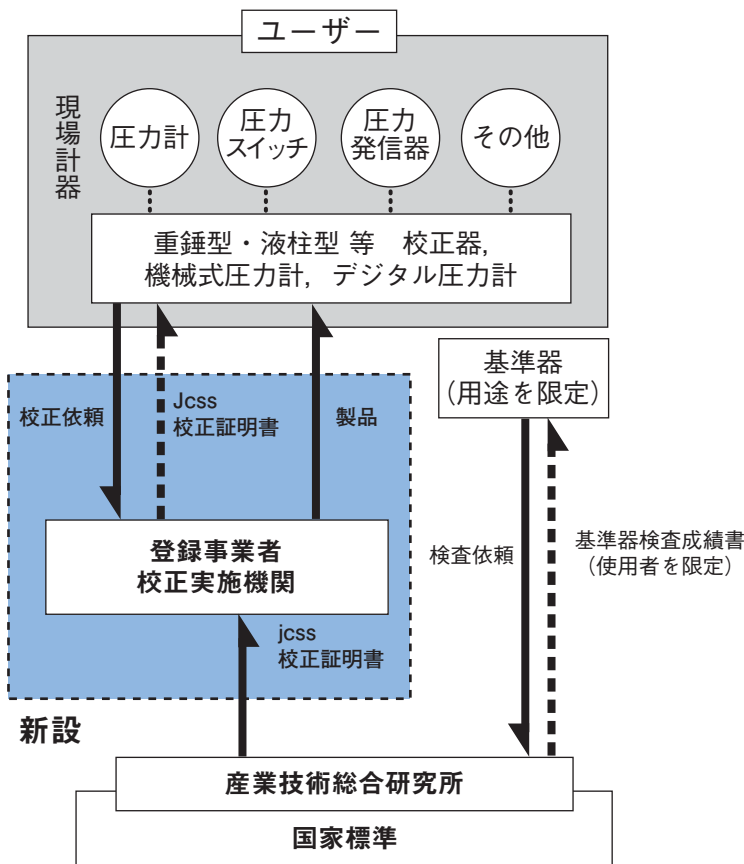 ユーザー
現場計器
圧力計
圧力
スイッチ
圧力
発信器
その他
重錘型・液柱型 等　校正器,
機械式圧力計, デジタル圧力計
基準器
(用途を限定)
校正依頼
Jcss
校正証明書
製品
登録事業者
校正実施機関
検査依頼
基準器検査成績書
(使用者を限定)
jcss
校正証明書
新設
産業技術総合研究所
国家標準